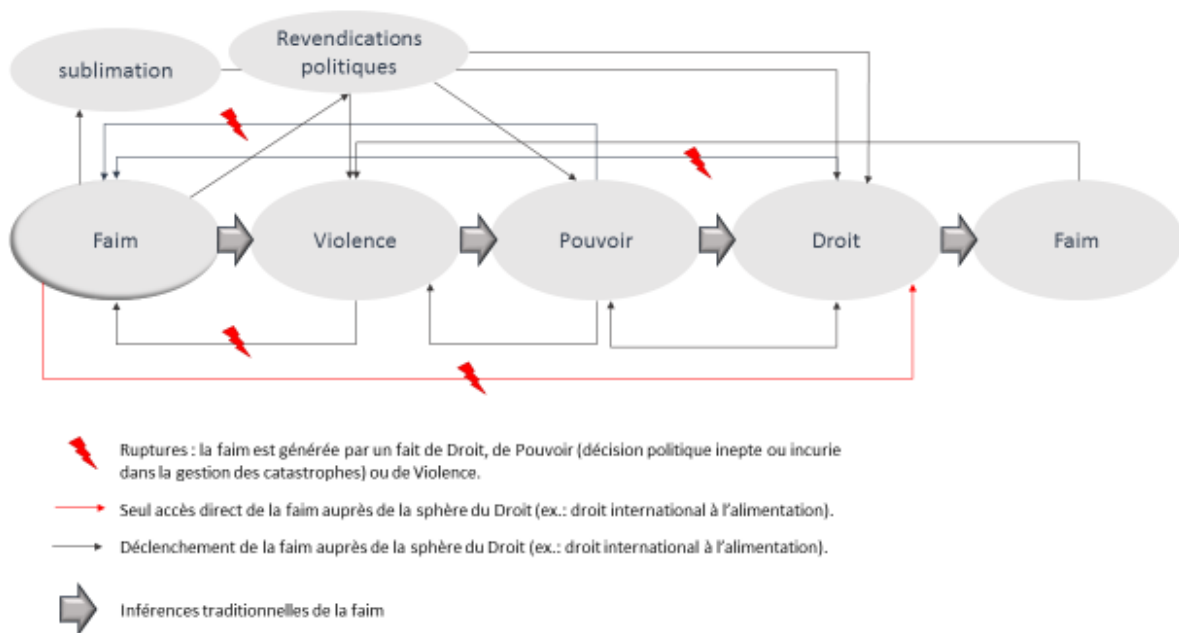 Revendications
politiques
sublimation
Faim
Violence
Pouvoir
Droit
Faim
Ruptures : la faim est générée par un fait de Droit, de Pouvoir (décision politique inepte ou incurie
dans la gestion des catastrophes) ou de Violence.
Seul accès direct de la faim auprès de la sphère du Droit (ex.: droit international à l'alimentation).
Déclenchement de la faim auprès de la sphère du Droit (ex.: droit international à l'alimentation).
Inférences traditionnelles de la faim